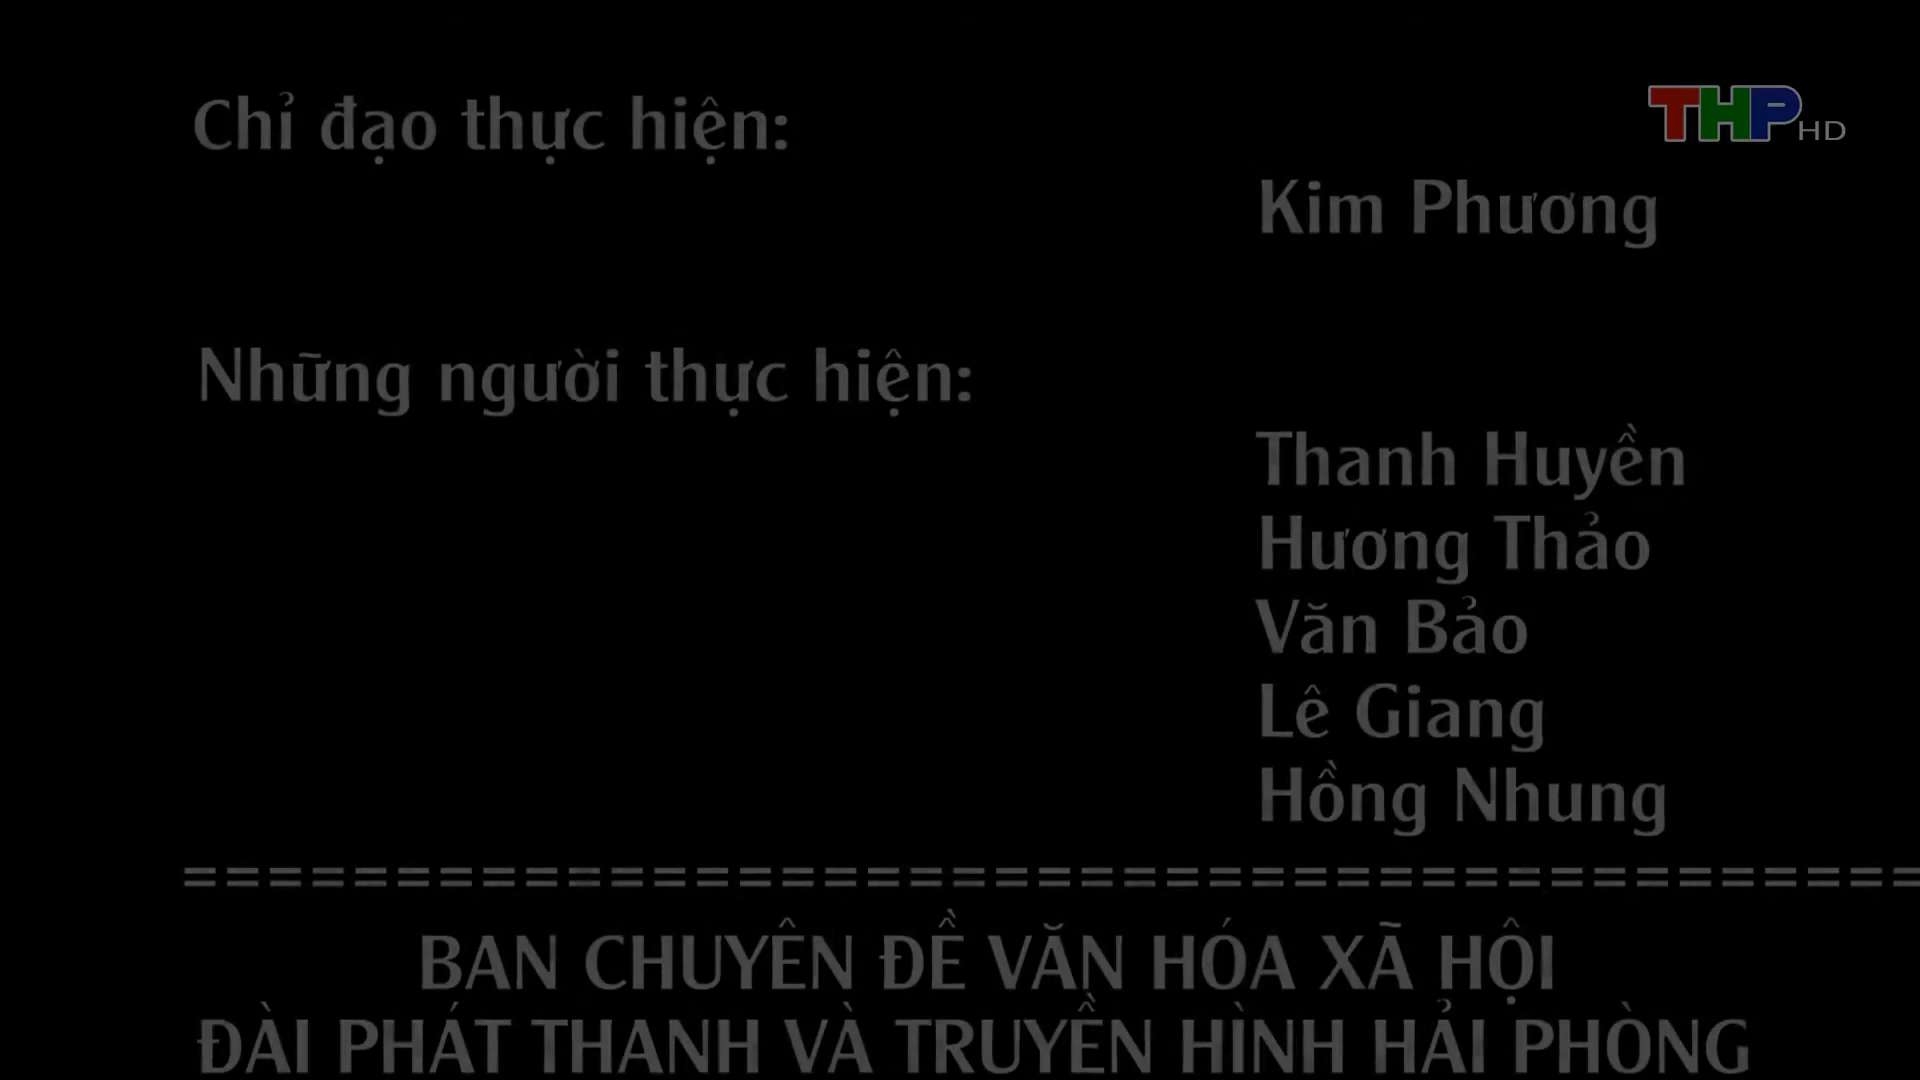 Chỉ đạo thực hiện:
THP HD
Kim Phương
Những người thực hiện:
Thanh Huyền
Hương Thảo
Văn Bảo
Lê Giang
Hồng Nhung
=========================================
BAN CHUYÊN ĐỀ VĂN HÓA XÃ HỘI
ĐÀI PHÁT THANH VÀ TRUYỀN HÌNH HẢI PHÒNG